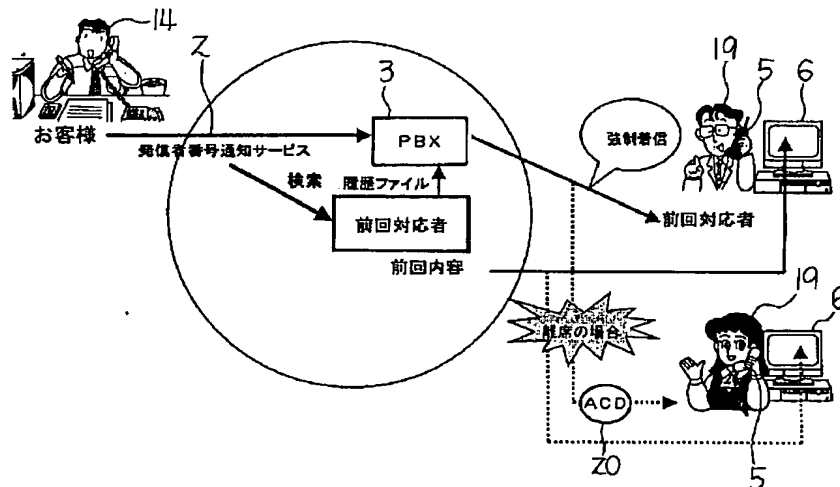 14
Z
3
19
5
6
お客様
発信者番号通知サービス
PBX
強制着信
検索
履歴ファイル
前回対応者
前回対応者
前回内容
離席の場合
19
6
ACD
20
5